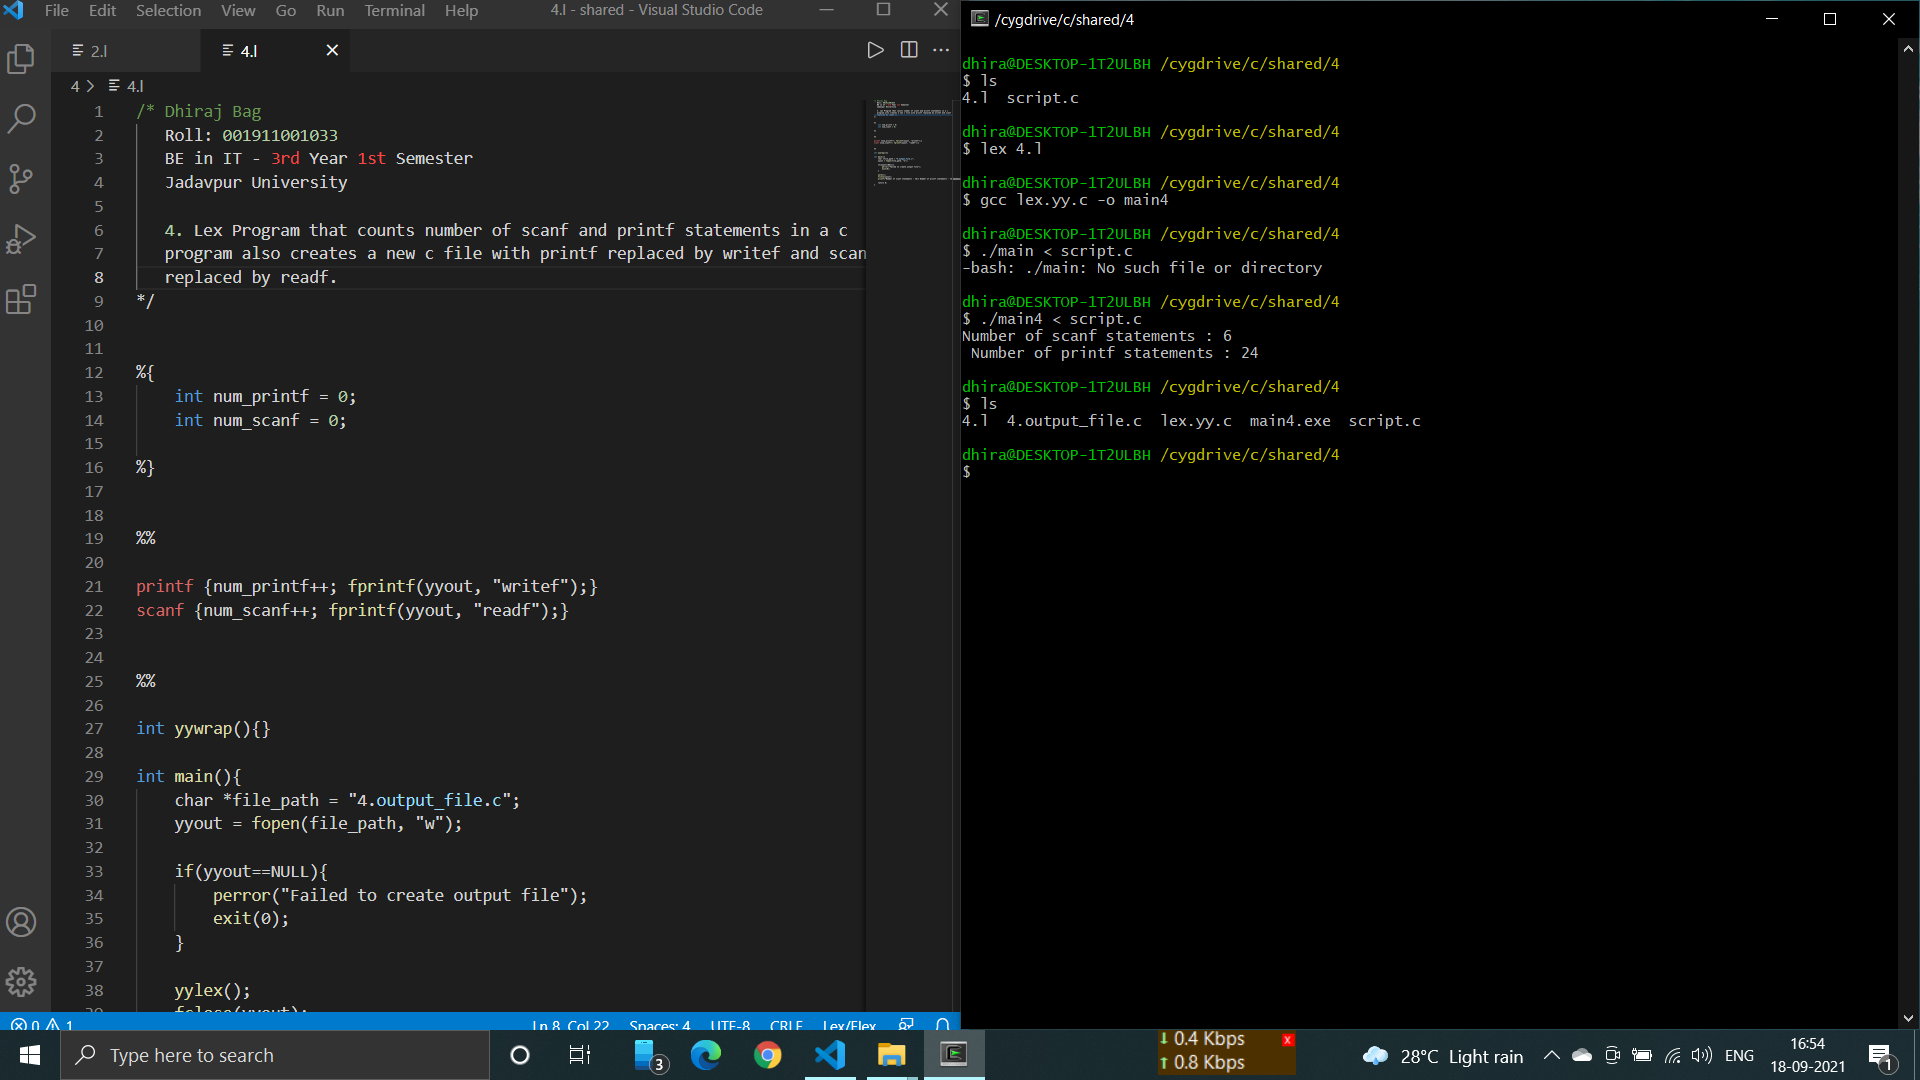 File Edit Selection View Go Run Terminal Help 4.l - shared - Visual Studio Code
2.l 4.l
4 > 4.l
1 /* Dhiraj Bag
2 Roll: 001911001033
3 BE in IT - 3rd Year 1st Semester
4 Jadavpur University
5
6 4. Lex Program that counts number of scanf and printf statements in a c
7 program also creates a new c file with printf replaced by writef and scan
8 replaced by readf.
9 */
10
11
12 %{
13 int num_printf = 0;
14 int num_scanf = 0;
15
16 %}
17
18
19 %%
20
21 printf {num_printf++; fprintf(yyout, "writef");}
22 scanf {num_scanf++; fprintf(yyout, "readf");}
23
24
25 %%
26
27 int yywrap(){}
28
29 int main(){
30 char *file_path = "4.output_file.c";
31 yyout = fopen(file_path, "w");
32
33 if(yyout==NULL){
34 perror("Failed to create output file");
35 exit(0);
36 }
37
38 yylex();
39 fclose(yyout);
0 1 Ln 8, Col 22 Spaces: 4 UTF-8 CRLF Lex/Flex
/cygdrive/c/shared/4
dhira@DESKTOP-1T2ULBH /cygdrive/c/shared/4
$ ls
4.l script.c
dhira@DESKTOP-1T2ULBH /cygdrive/c/shared/4
$ lex 4.l
dhira@DESKTOP-1T2ULBH /cygdrive/c/shared/4
$ gcc lex.yy.c -o main4
dhira@DESKTOP-1T2ULBH /cygdrive/c/shared/4
$ ./main < script.c
-bash: ./main: No such file or directory
dhira@DESKTOP-1T2ULBH /cygdrive/c/shared/4
$ ./main4 < script.c
Number of scanf statements : 6
Number of printf statements : 24
dhira@DESKTOP-1T2ULBH /cygdrive/c/shared/4
$ ls
4.l 4.output_file.c lex.yy.c main4.exe script.c
dhira@DESKTOP-1T2ULBH /cygdrive/c/shared/4
$
Type here to search
3
0.4 Kbps x
0.8 Kbps
28°C Light rain
ENG
16:54
18-09-2021
1